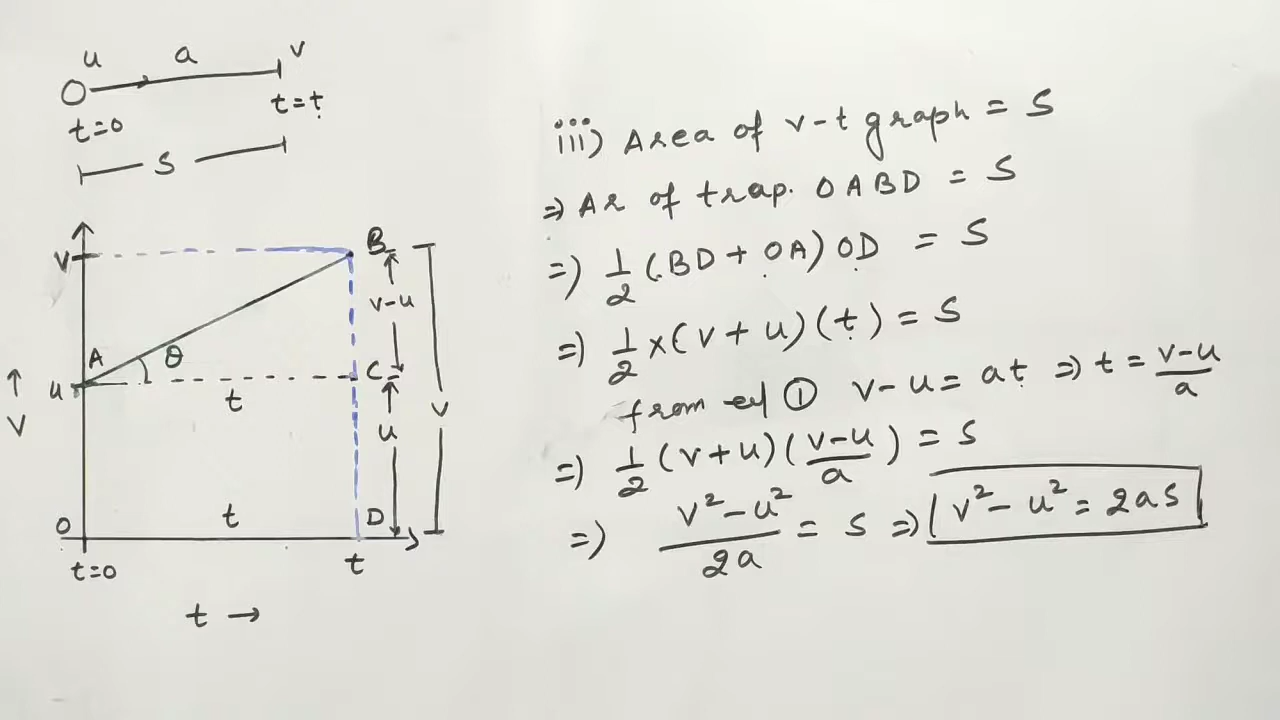 u a v
t=0 t=t
S
V B
v-u
A θ
u C
↑ t
V u v
O t D
t=0 t
t →
iii) Area of v-t graph = S
⇒ Ar of trap. OABD = S
⇒ 1/2 (BD + OA) OD = S
⇒ 1/2 × (v + u) (t) = S
from eq ① v-u = at ⇒ t = (v-u)/a
⇒ 1/2 (v+u) ((v-u)/a) = S
⇒ (v² - u²)/2a = S ⇒ v² - u² = 2as